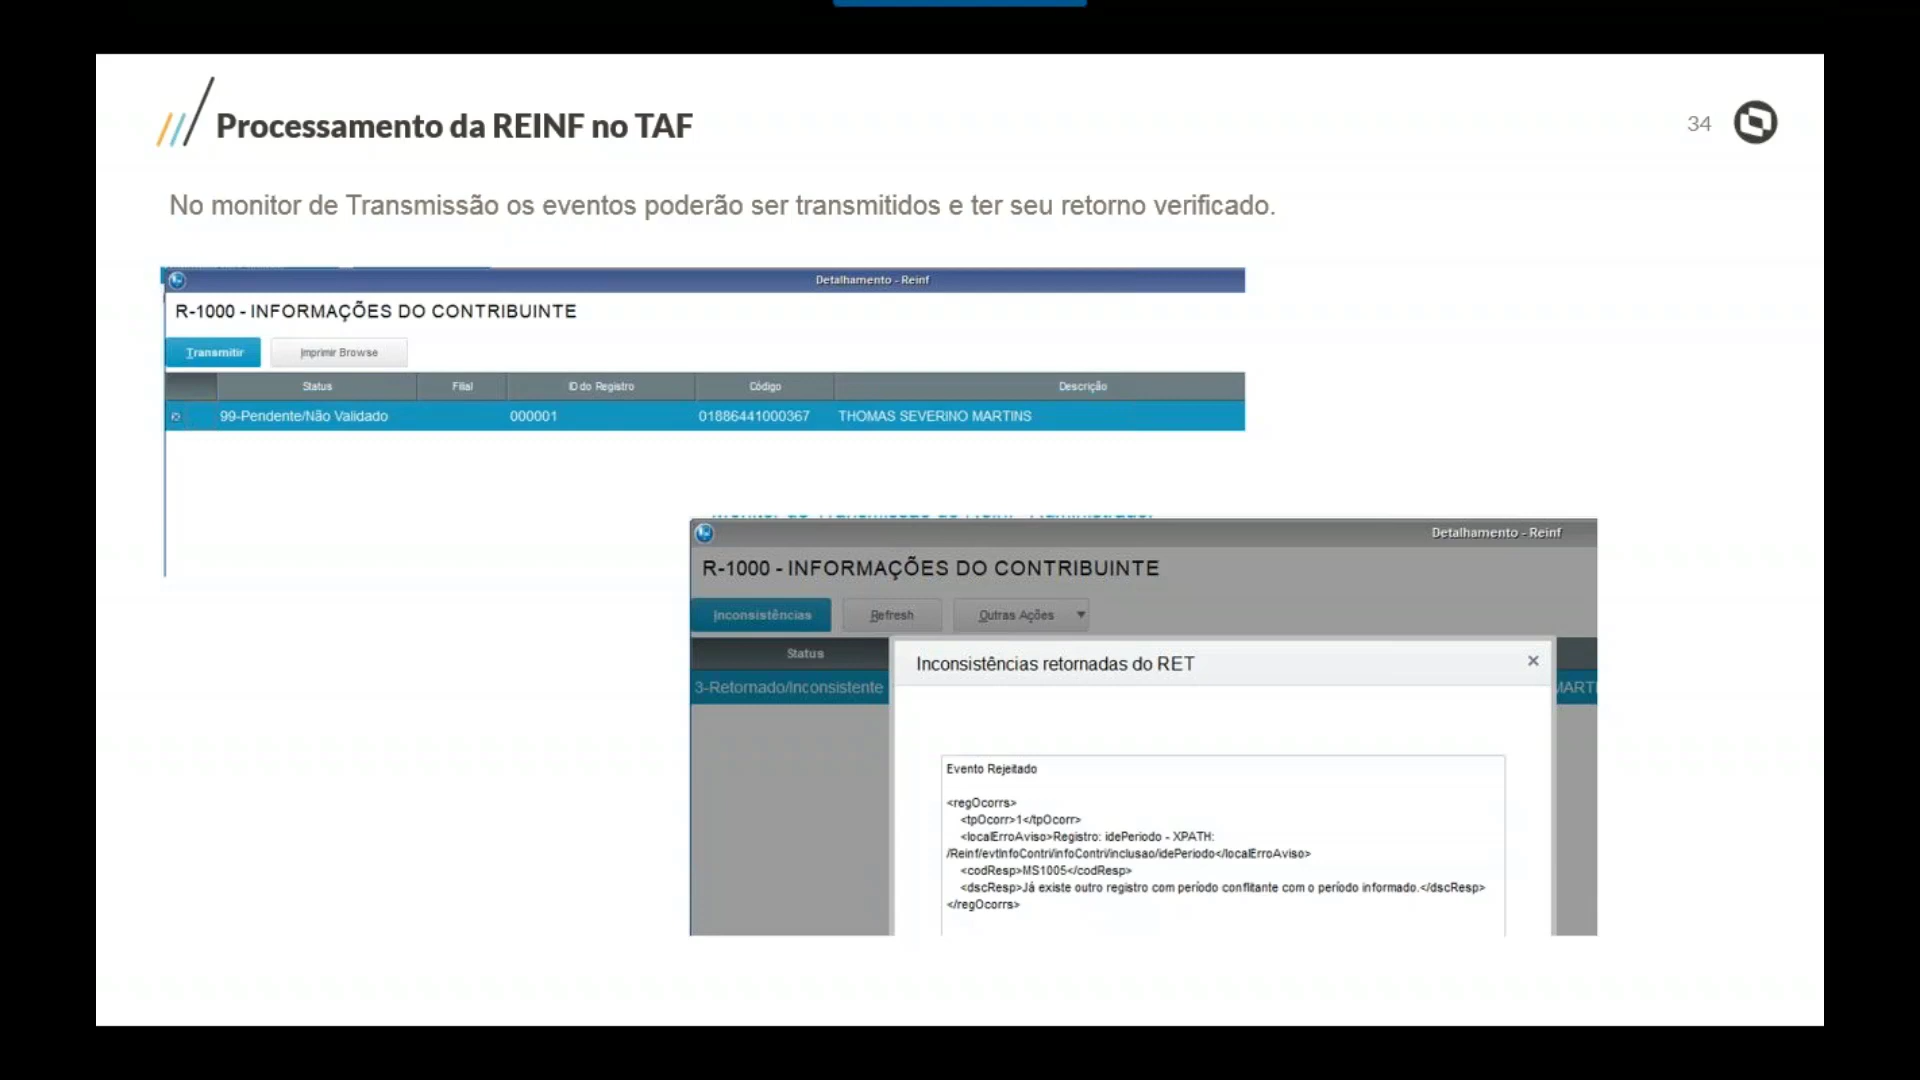 Processamento da REINF no TAF
34
No monitor de Transmissão os eventos poderão ser transmitidos e ter seu retorno verificado.
Detalhamento - Reinf
R-1000 - INFORMAÇÕES DO CONTRIBUINTE
Transmitir Imprimir Browse
Status Filial ID do Registro Código Descrição
99-Pendente/Não Validado 000001 01886441000367 THOMAS SEVERINO MARTINS
Detalhamento - Reinf
R-1000 - INFORMAÇÕES DO CONTRIBUINTE
Inconsistências Refresh Outras Ações
Status
Inconsistências retornadas do RET
3-Retornado/Inconsistente MARTI
Evento Rejeitado
<regOcorrs>
<tpOcorr>1</tpOcorr>
<localErroAviso>Registro: idePeriodo - XPATH:
/Reinf/evtInfoContri/infoContri/inclusao/idePeriodo</localErroAviso>
<codResp>MS1005</codResp>
<dscResp>Já existe outro registro com período conflitante com o período informado.</dscResp>
</regOcorrs>